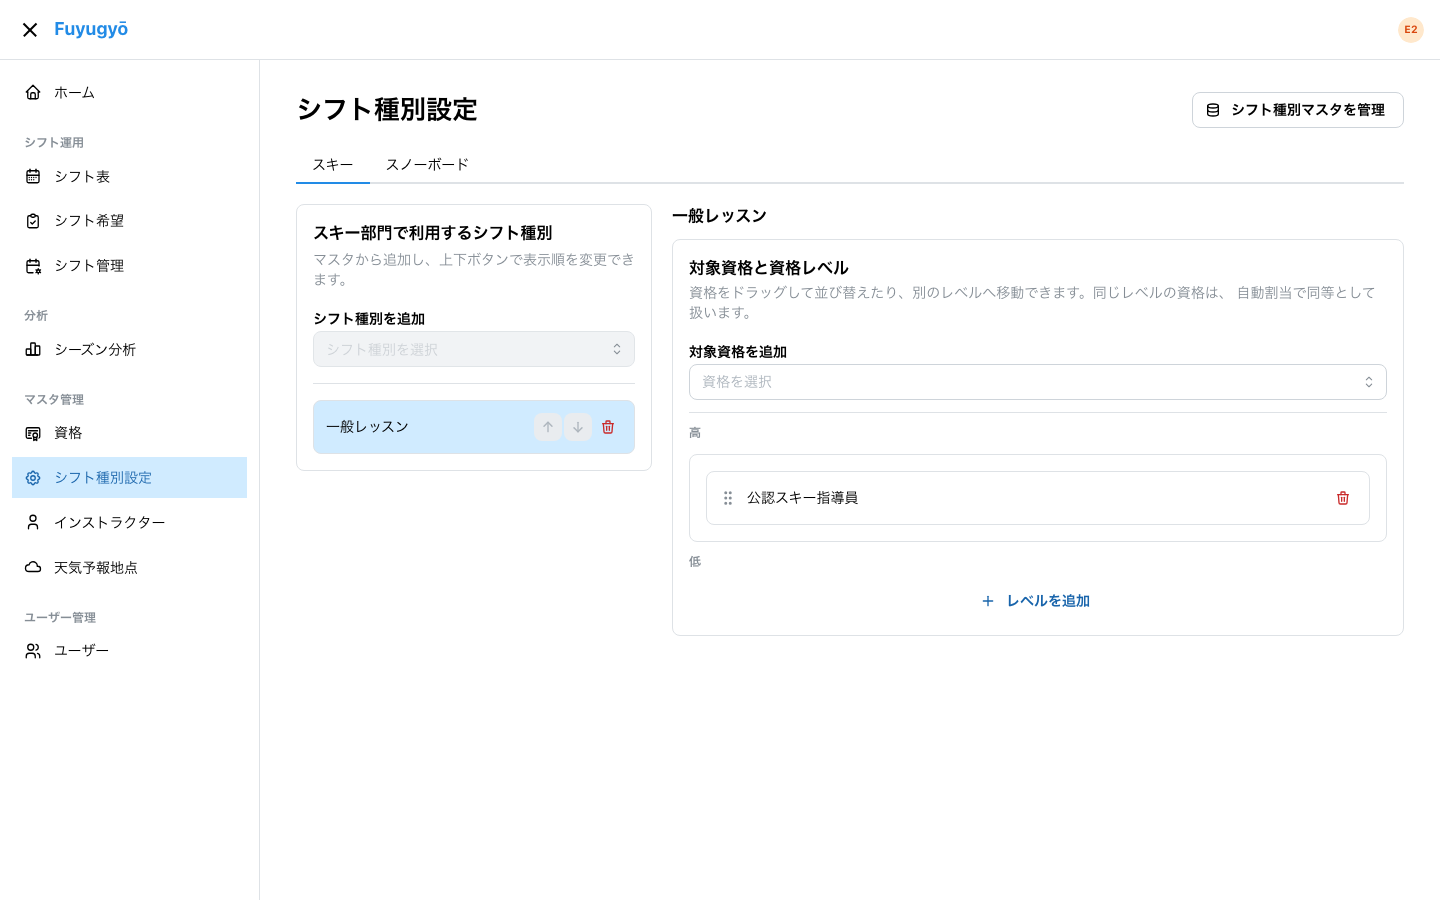 Fuyugyō
E2
ホーム
シフト運用
シフト表
シフト希望
シフト管理
分析
シーズン分析
マスタ管理
資格
シフト種別設定
インストラクター
天気予報地点
ユーザー管理
ユーザー
シフト種別設定
シフト種別マスタを管理
スキー
スノーボード
スキー部門で利用するシフト種別
マスタから追加し、上下ボタンで表示順を変更でき
ます。
シフト種別を追加
シフト種別を選択
一般レッスン
一般レッスン
対象資格と資格レベル
資格をドラッグして並び替えたり、別のレベルへ移動できます。同じレベルの資格は、 自動割当で同等として
扱います。
対象資格を追加
資格を選択
高
公認スキー指導員
低
レベルを追加